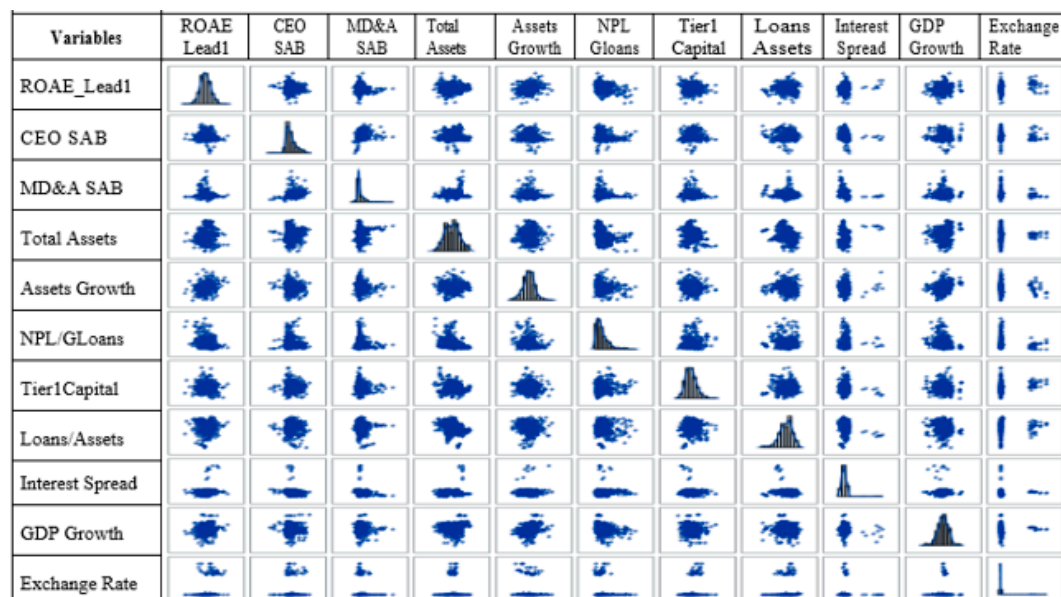 Variables
ROAE Lead1
CEO SAB
MD&A SAB
Total Assets
Assets Growth
NPL Gloans
Tier1 Capital
Loans Assets
Interest Spread
GDP Growth
Exchange Rate
ROAE_Lead1
CEO SAB
MD&A SAB
Total Assets
Assets Growth
NPL/GLoans
Tier1Capital
Loans/Assets
Interest Spread
GDP Growth
Exchange Rate